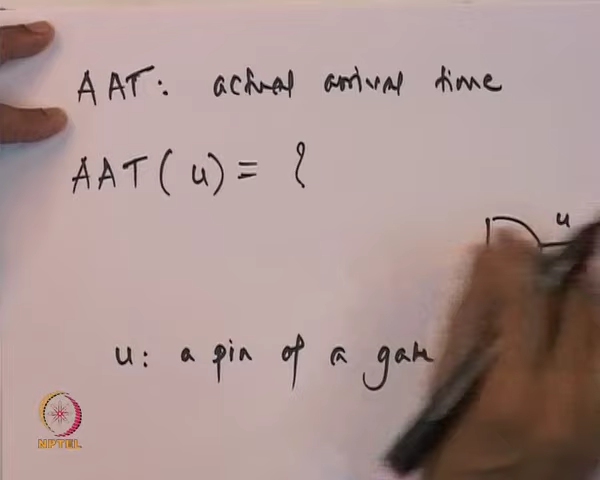 AAT: actual arrival time
AAT(u) = {
u
u: a pin of a gate
NPTEL